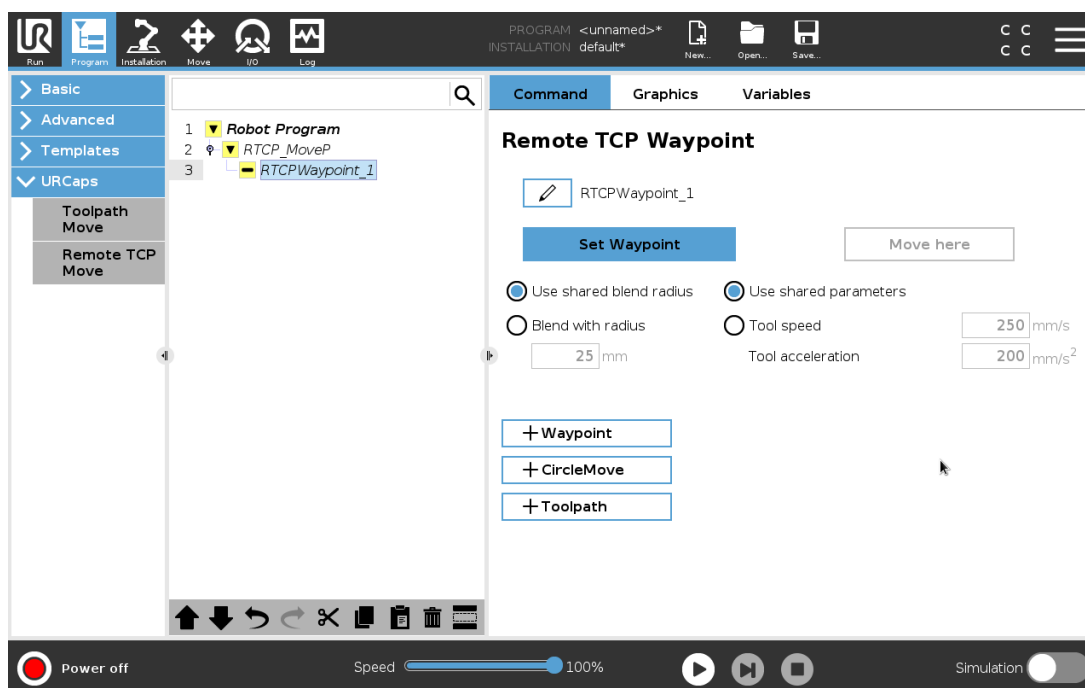 PROGRAM <unnamed>*
INSTALLATION default*
UR
Run Program Installation Move I/O Log
New... Open... Save...
C C
C C
Basic
Advanced
Templates
URCaps
Toolpath
Move
Remote TCP
Move
1 Robot Program
2 RTCP_MoveP
3 RTCPWaypoint_1
Command Graphics Variables
Remote TCP Waypoint
RTCPWaypoint_1
Set Waypoint Move here
Use shared blend radius Use shared parameters
Blend with radius Tool speed 250 mm/s
25 mm Tool acceleration 200 mm/s²
+Waypoint
+CircleMove
+Toolpath
Power off Speed 100% Simulation